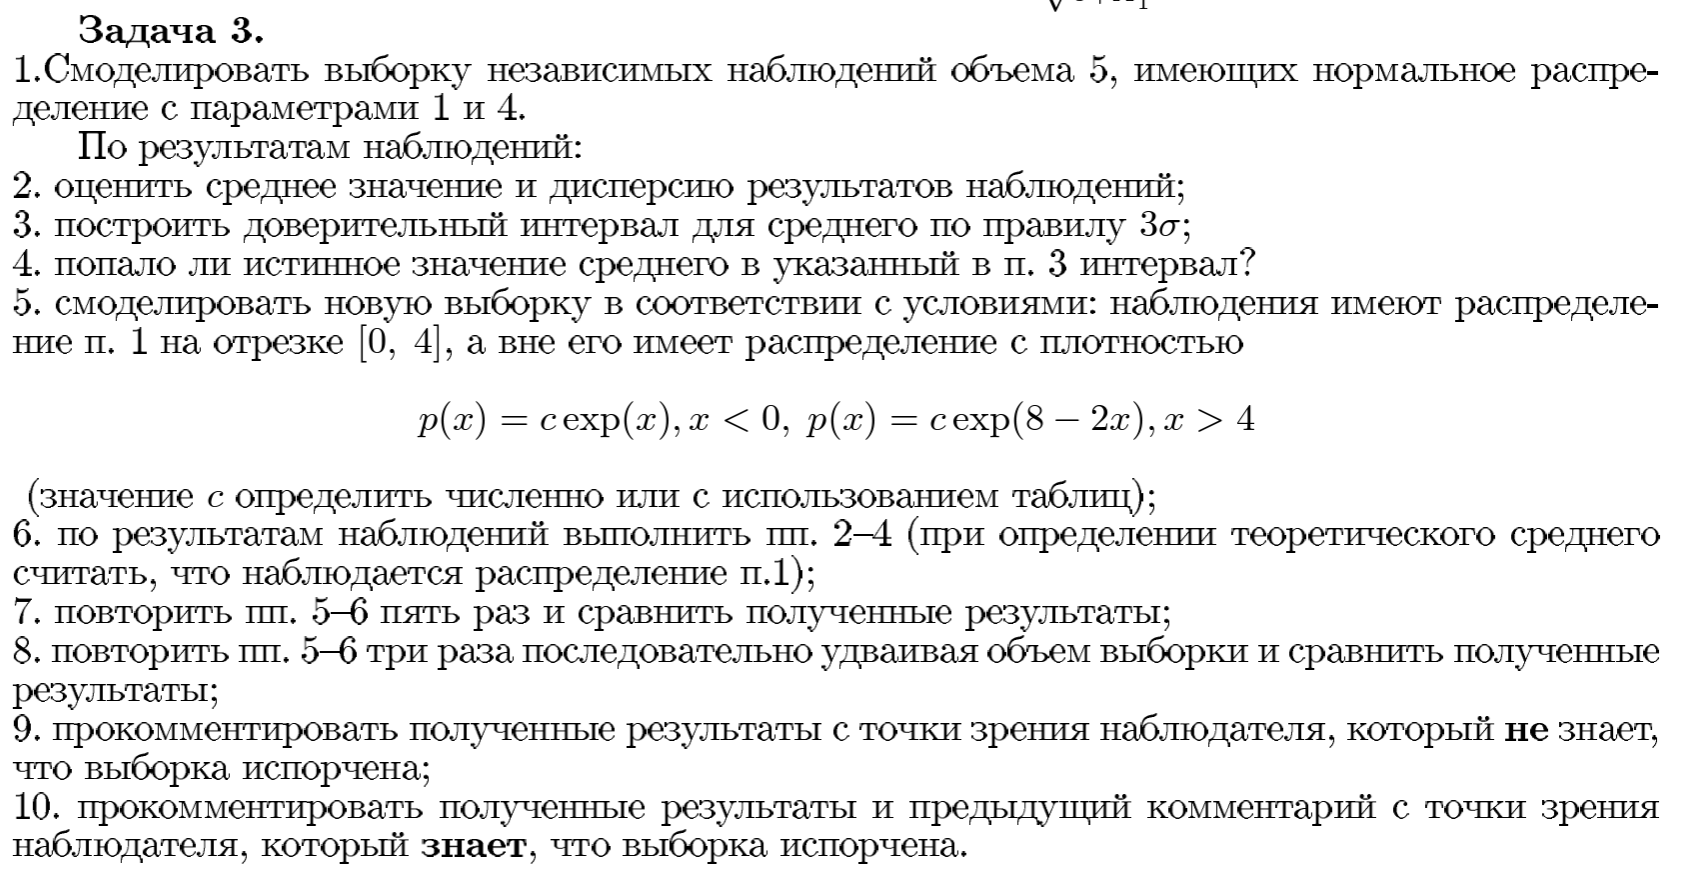 Задача 3.
1.Смоделировать выборку независимых наблюдений объема 5, имеющих нормальное распре-
деление с параметрами 1 и 4.
По результатам наблюдений:
2. оценить среднее значение и дисперсию результатов наблюдений;
3. построить доверительный интервал для среднего по правилу 3σ;
4. попало ли истинное значение среднего в указанный в п. 3 интервал?
5. смоделировать новую выборку в соответствии с условиями: наблюдения имеют распределе-
ние п. 1 на отрезке [0, 4], а вне его имеет распределение с плотностью
p(x) = c exp(x), x < 0, p(x) = c exp(8 − 2x), x > 4
(значение c определить численно или с использованием таблиц);
6. по результатам наблюдений выполнить пп. 2–4 (при определении теоретического среднего
считать, что наблюдается распределение п.1);
7. повторить пп. 5–6 пять раз и сравнить полученные результаты;
8. повторить пп. 5–6 три раза последовательно удваивая объем выборки и сравнить полученные
результаты;
9. прокомментировать полученные результаты с точки зрения наблюдателя, который не знает,
что выборка испорчена;
10. прокомментировать полученные результаты и предыдущий комментарий с точки зрения
наблюдателя, который знает, что выборка испорчена.